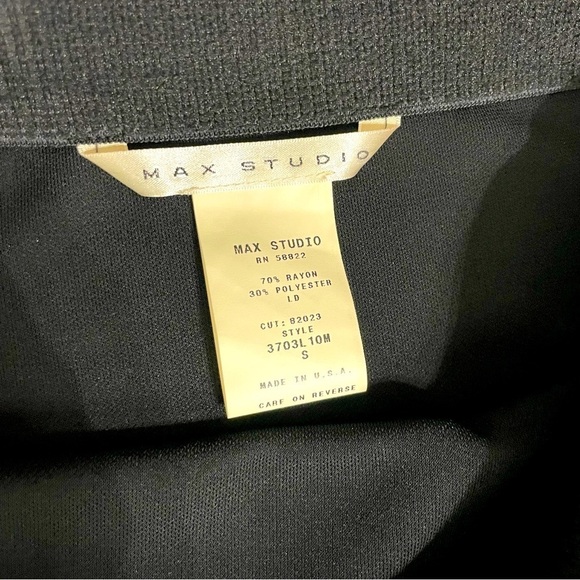 MAX STUDIO
MAX STUDIO
RN 58822
70% RAYON
30% POLYESTER
LD
CUT: 82023
STYLE
3703L10M
S
MADE IN U.S.A.
CARE ON REVERSE